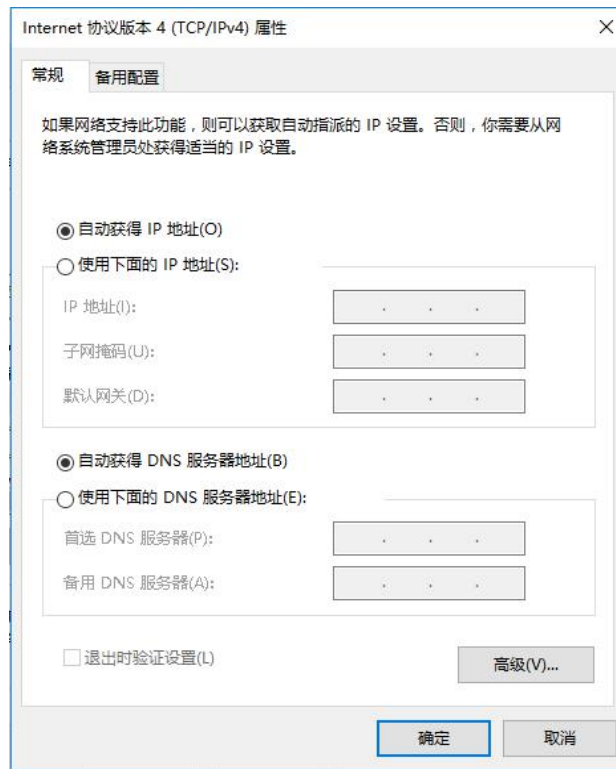 Internet 协议版本 4 (TCP/IPv4) 属性
常规
备用配置
如果网络支持此功能，则可以获取自动指派的 IP 设置。否则，你需要从网
络系统管理员处获得适当的 IP 设置。
自动获得 IP 地址(O)
使用下面的 IP 地址(S):
IP 地址(I):
子网掩码(U):
默认网关(D):
自动获得 DNS 服务器地址(B)
使用下面的 DNS 服务器地址(E):
首选 DNS 服务器(P):
备用 DNS 服务器(A):
退出时验证设置(L)
高级(V)...
确定
取消